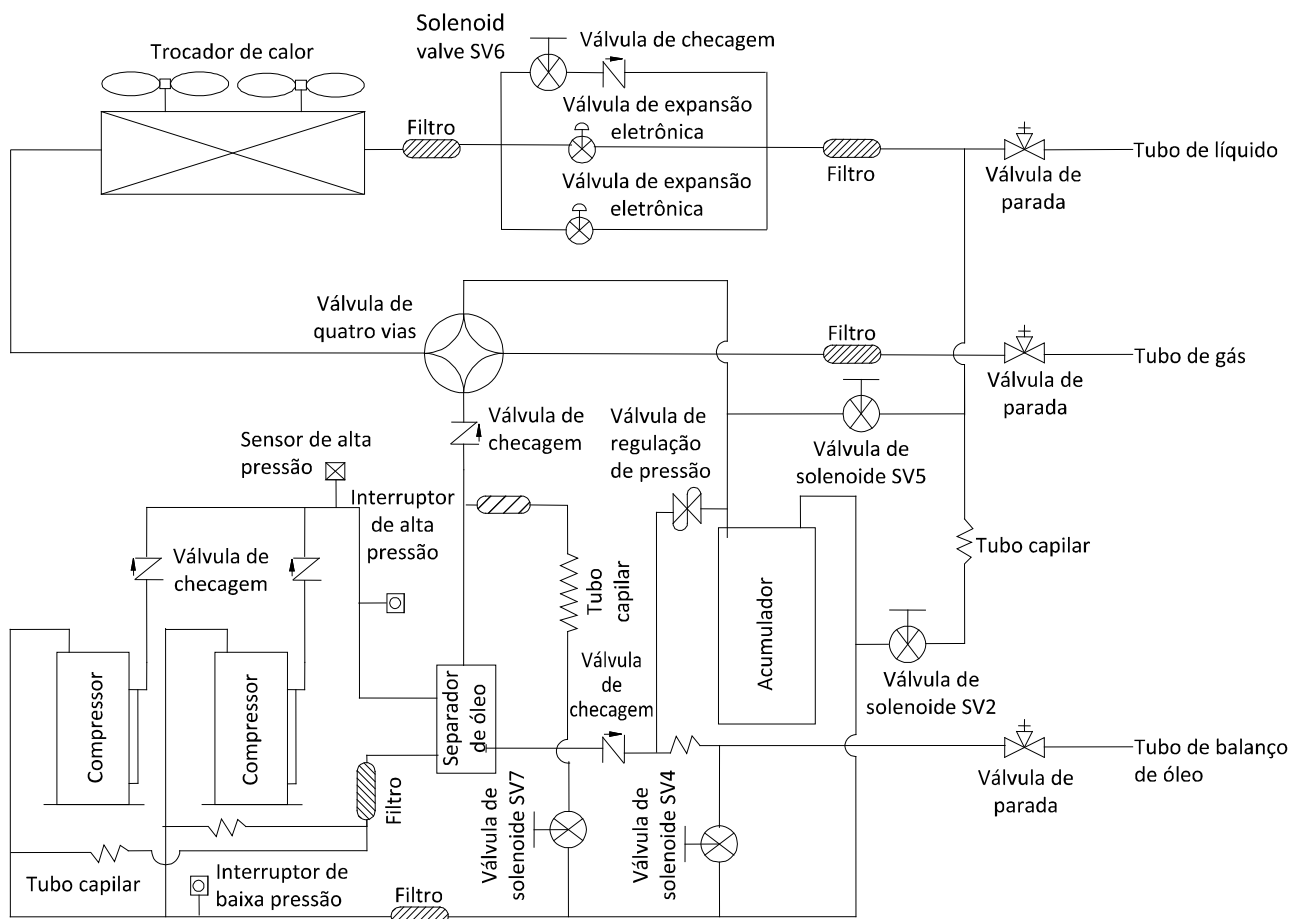 Solenoid
valve SV6
Válvula de checagem
Trocador de calor
Filtro
Válvula de expansão
eletrônica
Filtro
Tubo de líquido
Válvula de
parada
Válvula de expansão
eletrônica
Válvula de
quatro vias
Filtro
Tubo de gás
Válvula de
parada
Válvula de
checagem
Válvula de
regulação
de pressão
Válvula de
solenoide SV5
Sensor de alta
pressão
Interruptor
de alta
pressão
Válvula de
checagem
Tubo
capilar
Tubo capilar
Acumulador
Compressor
Compressor
Separador
de óleo
Válvula
de
checagem
Válvula de
solenoide SV2
Tubo de balanço
de óleo
Válvula de
parada
Filtro
Válvula de
solenoide SV7
Válvula de
solenoide SV4
Tubo capilar
Interruptor de
baixa pressão
Filtro